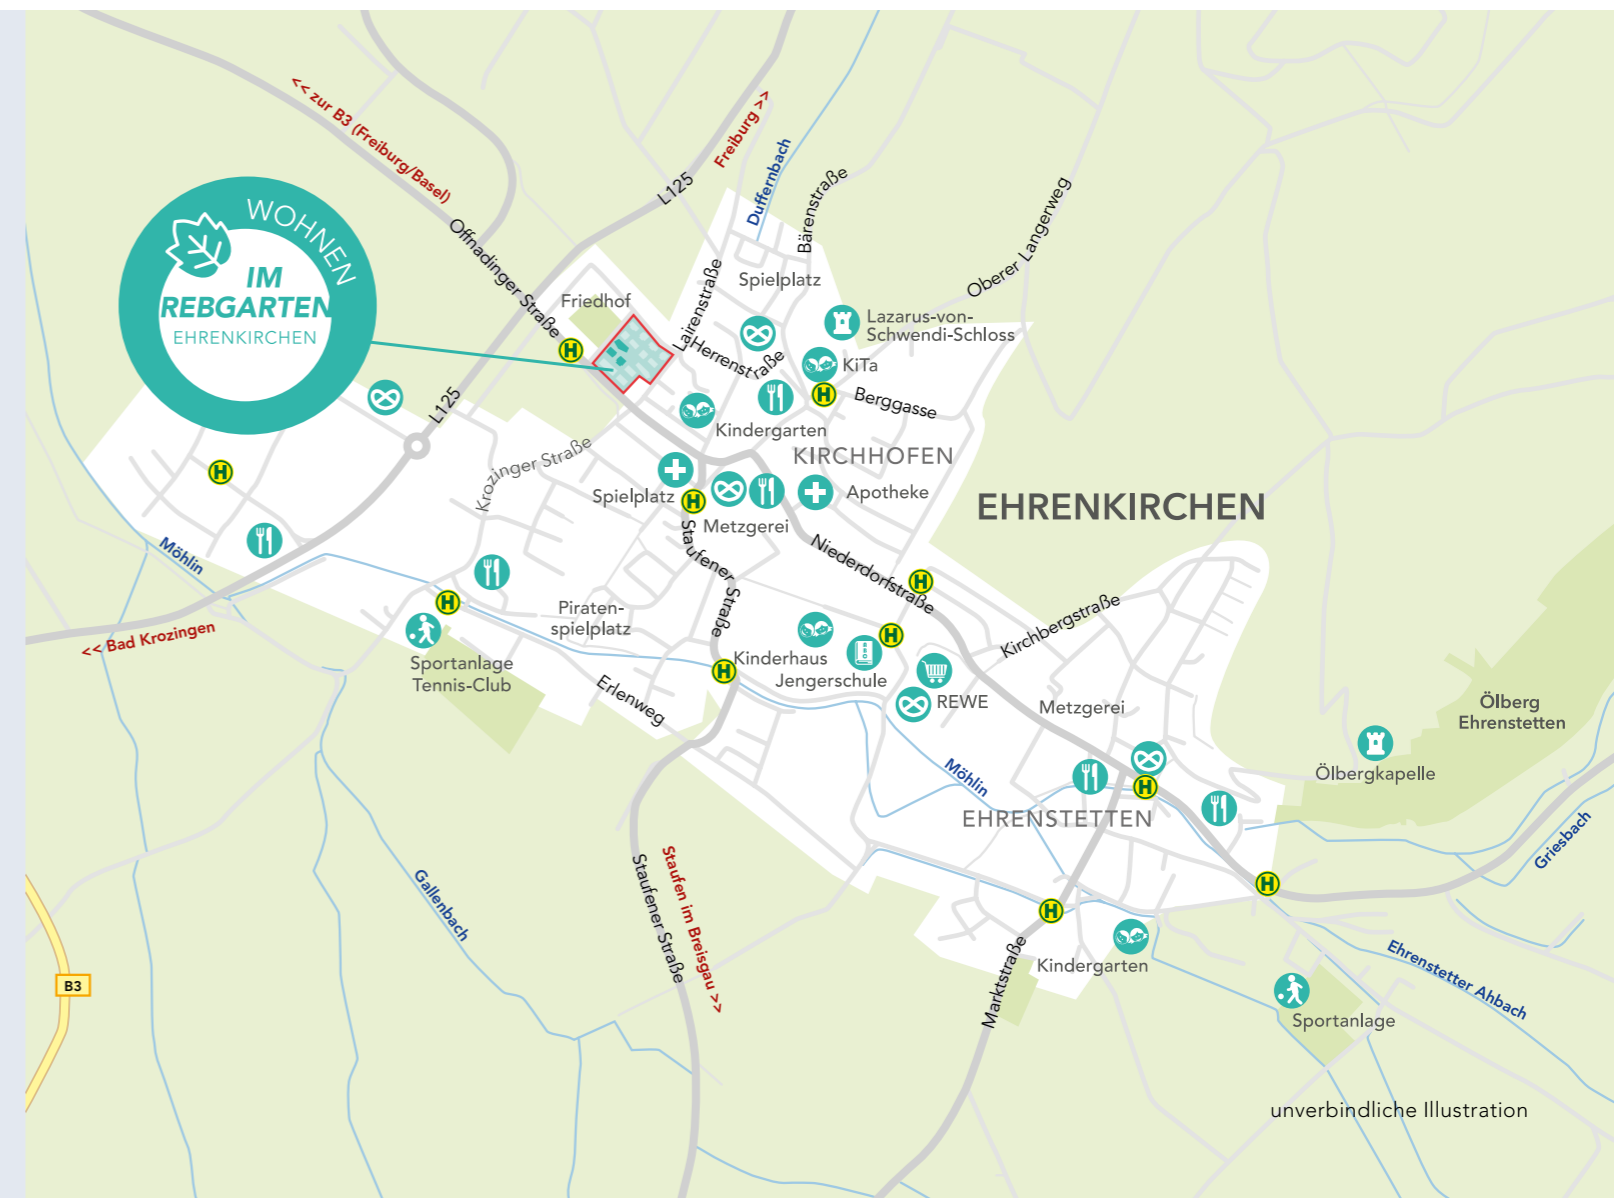 << zur B3 (Freiburg/Basel)
Freiburg >>
L125
Duffernbach
Bärenstraße
Oberer Langerweg
WOHNEN
IM
REBGARTEN
EHRENKIRCHEN
Offnadinger Straße
Friedhof
Lairenstraße
Spielplatz
Lazarus-von-
Schwendi-Schloss
Herrenstraße
KiTa
H
H
Berggasse
L125
Kindergarten
KIRCHHOFEN
Krozinger Straße
H
Spielplatz
H
Apotheke
EHRENKIRCHEN
Metzgerei
Staufener Straße
Niederdorfstraße
Möhlin
H
H
Piraten-
spielplatz
Kirchbergstraße
<< Bad Krozingen
H
Sportanlage
Tennis-Club
H
Kinderhaus
Jengerschule
Erlenweg
REWE
Metzgerei
Ölberg
Ehrenstetten
Möhlin
H
Ölbergkapelle
EHRENSTETTEN
Griesbach
Gallenbach
Staufener Straße
Staufen im Breisgau >>
H
H
Marktstraße
Kindergarten
Ehrenstetter Ahbach
B3
Sportanlage
unverbindliche Illustration